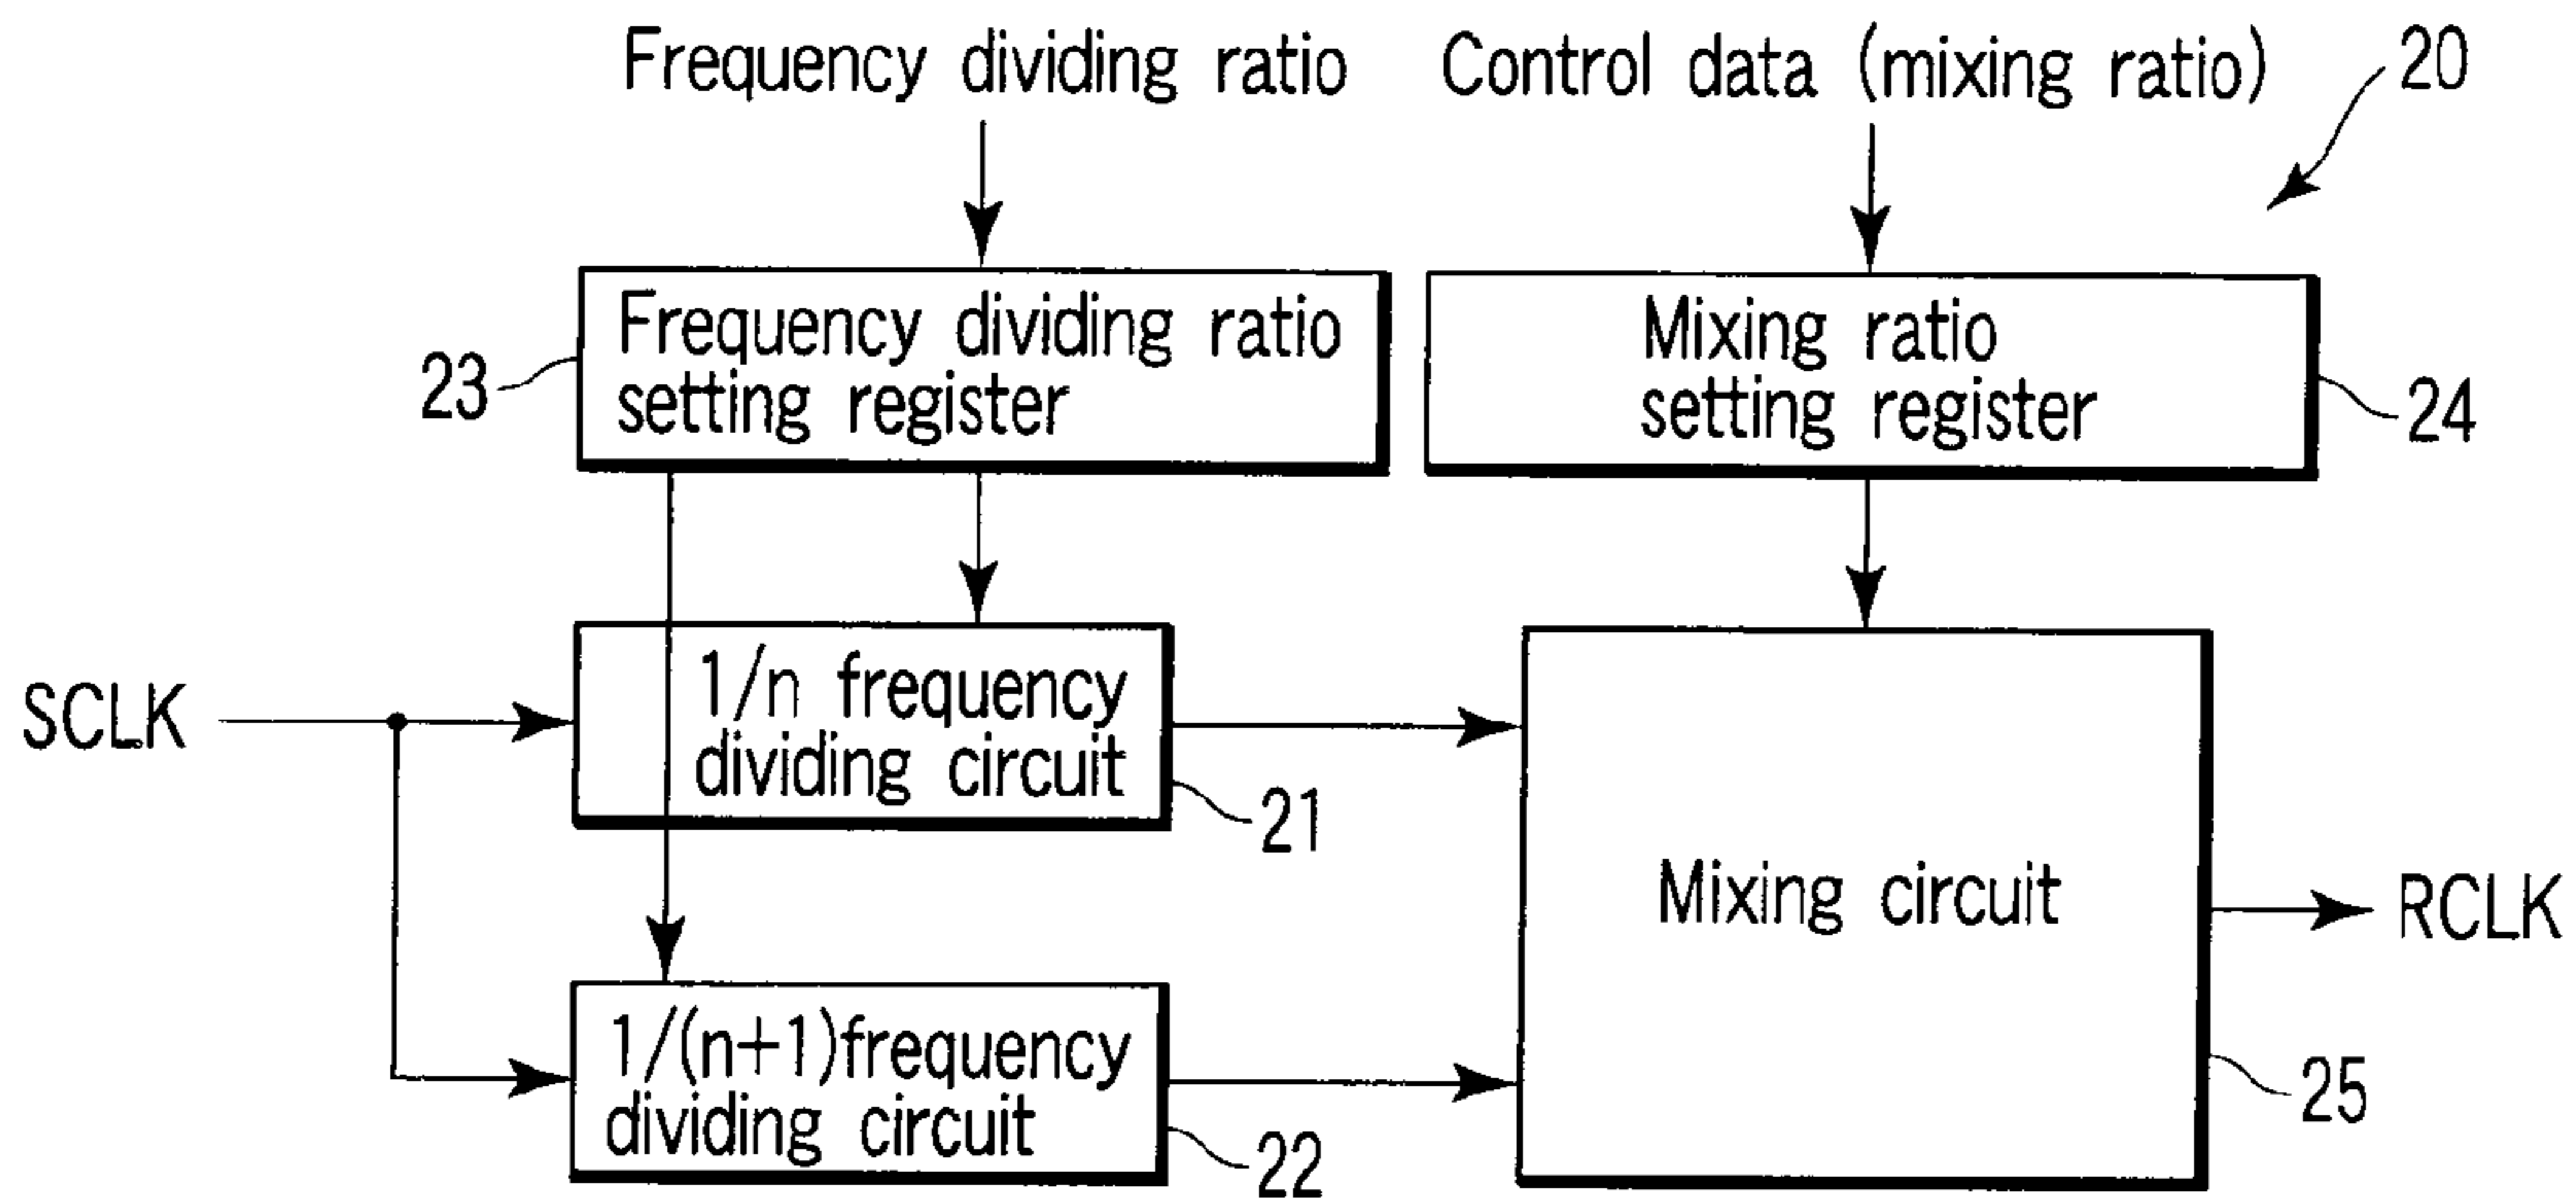 Frequency dividing ratio
Control data (mixing ratio)
20
Frequency dividing ratio
setting register
23
Mixing ratio
setting register
24
SCLK
1/n frequency
dividing circuit
21
Mixing circuit
RCLK
1/(n+1)frequency
dividing circuit
22
25